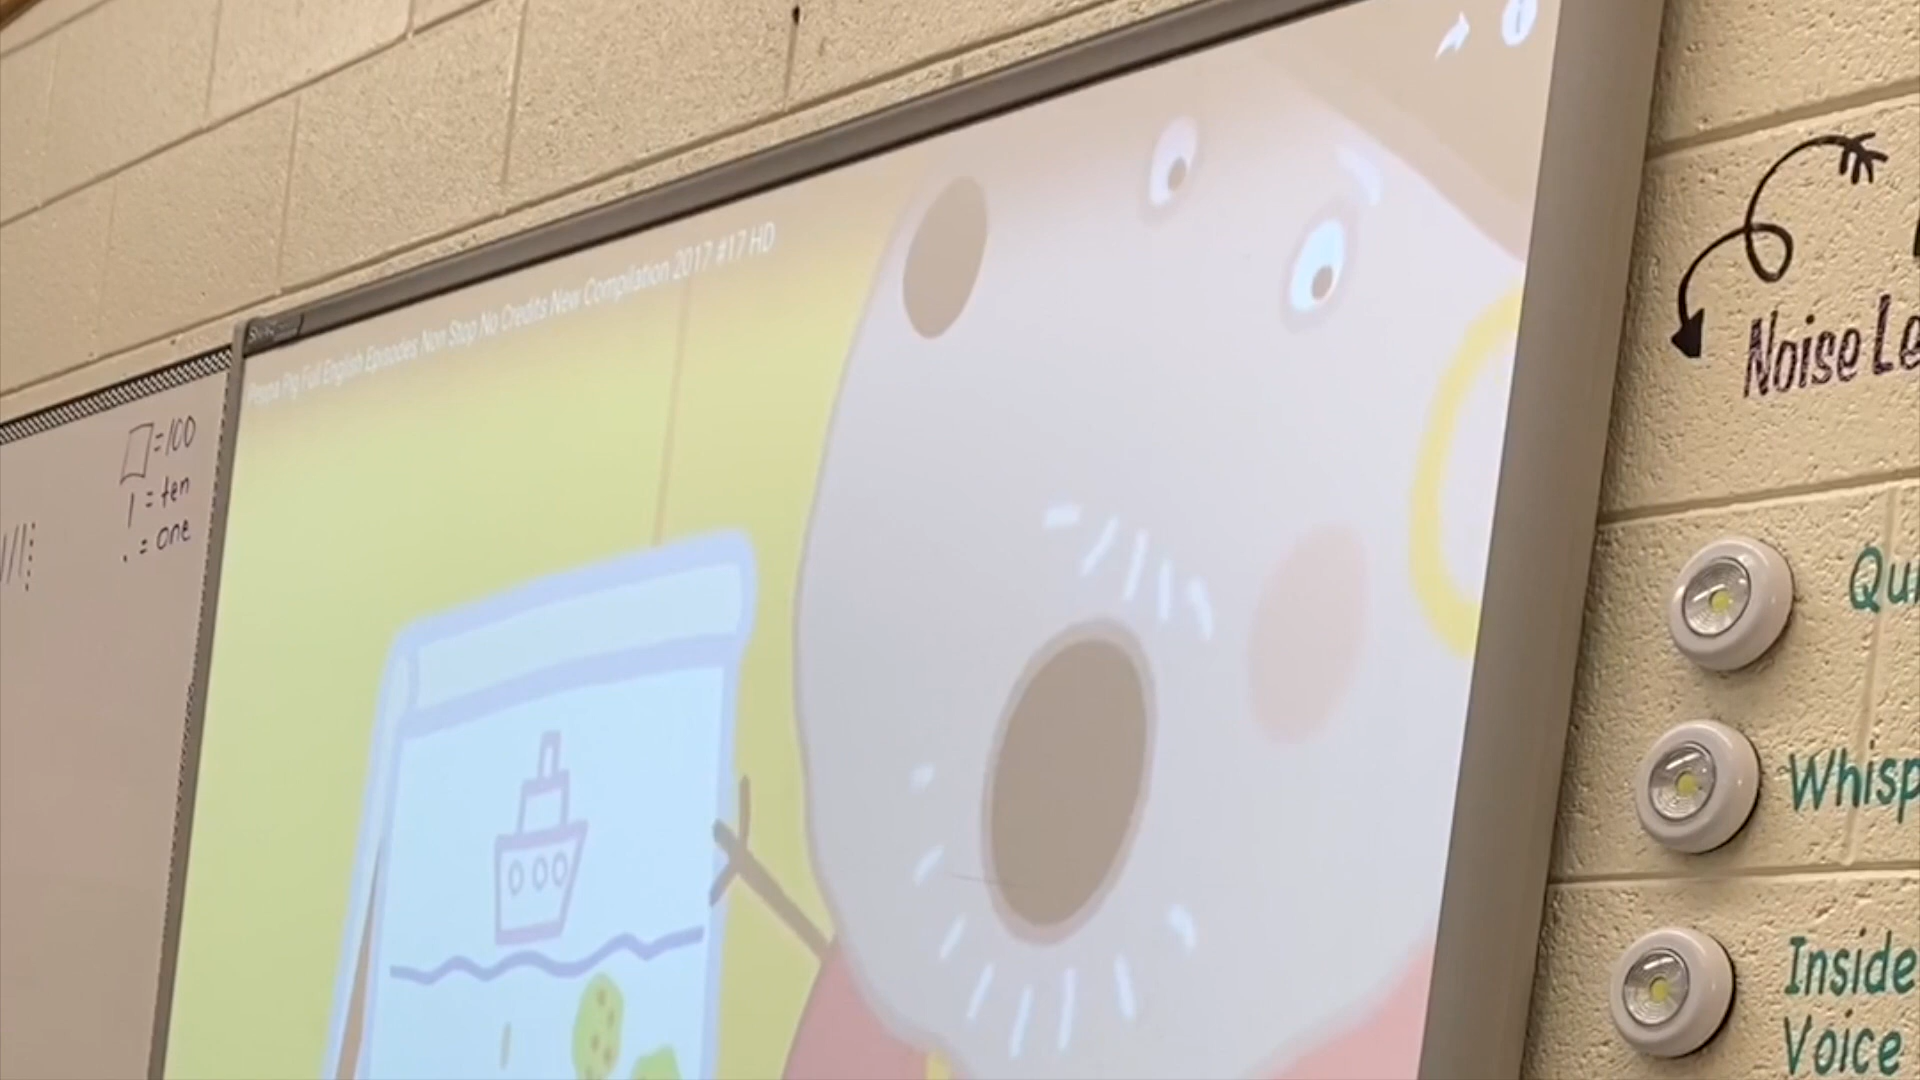 Peppa Pig Full English Episodes Non Stop No Credits New Compilation 2017 #17 HD
=100
| = ten
. = one
Noise Le
Qui
Whisp
Inside
Voice